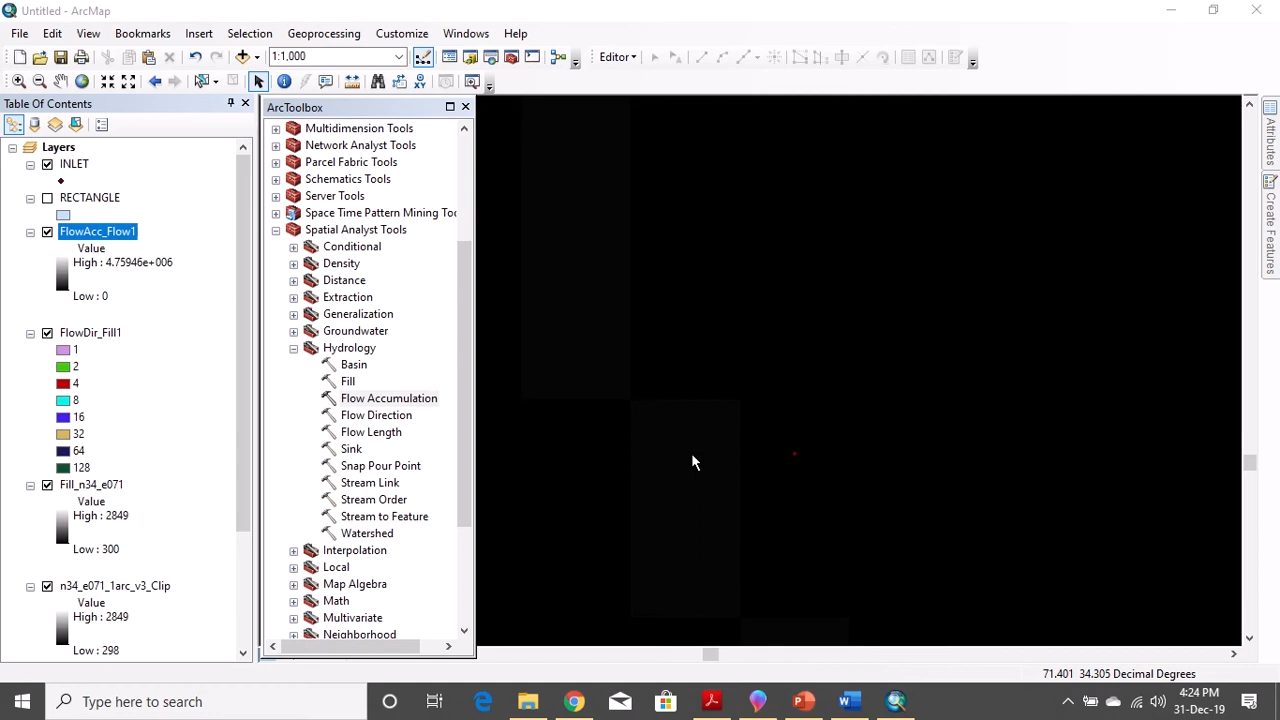 Untitled - ArcMap
File Edit View Bookmarks Insert Selection Geoprocessing Customize Windows Help
1:1,000 Editor
Table Of Contents
Layers
INLET
RECTANGLE
FlowAcc_Flow1
Value
High : 4.75946e+006
Low : 0
FlowDir_Fill1
1
2
4
8
16
32
64
128
Fill_n34_e071
Value
High : 2849
Low : 300
n34_e071_1arc_v3_Clip
Value
High : 2849
Low : 298
ArcToolbox
Multidimension Tools
Network Analyst Tools
Parcel Fabric Tools
Schematics Tools
Server Tools
Space Time Pattern Mining Too
Spatial Analyst Tools
Conditional
Density
Distance
Extraction
Generalization
Groundwater
Hydrology
Basin
Fill
Flow Accumulation
Flow Direction
Flow Length
Sink
Snap Pour Point
Stream Link
Stream Order
Stream to Feature
Watershed
Interpolation
Local
Map Algebra
Math
Multivariate
Neighborhood
Attributes
Create Features
71.401 34.305 Decimal Degrees
Type here to search
4:24 PM
31-Dec-19